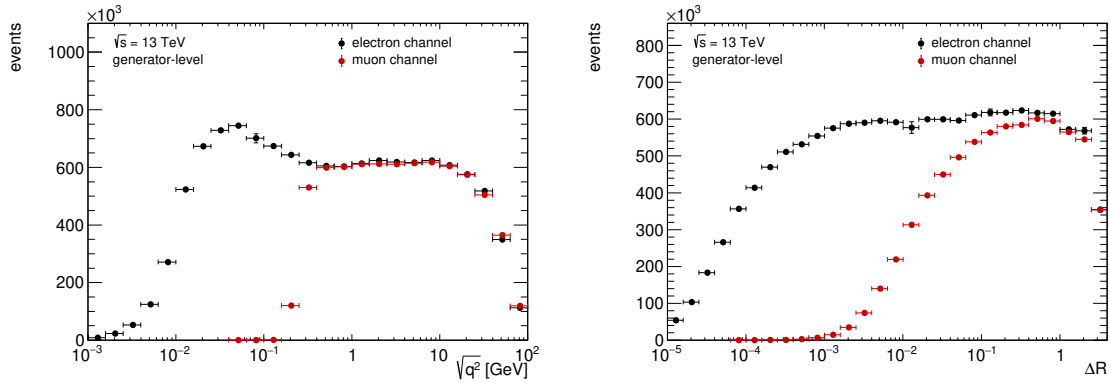 ×10³
events
√s = 13 TeV
generator-level
electron channel
muon channel
1000
800
600
400
200
0
10⁻³
10⁻²
10⁻¹
1
10
10²
√q² [GeV]
×10³
events
√s = 13 TeV
generator-level
electron channel
muon channel
800
700
600
500
400
300
200
100
0
10⁻⁵
10⁻⁴
10⁻³
10⁻²
10⁻¹
1
ΔR